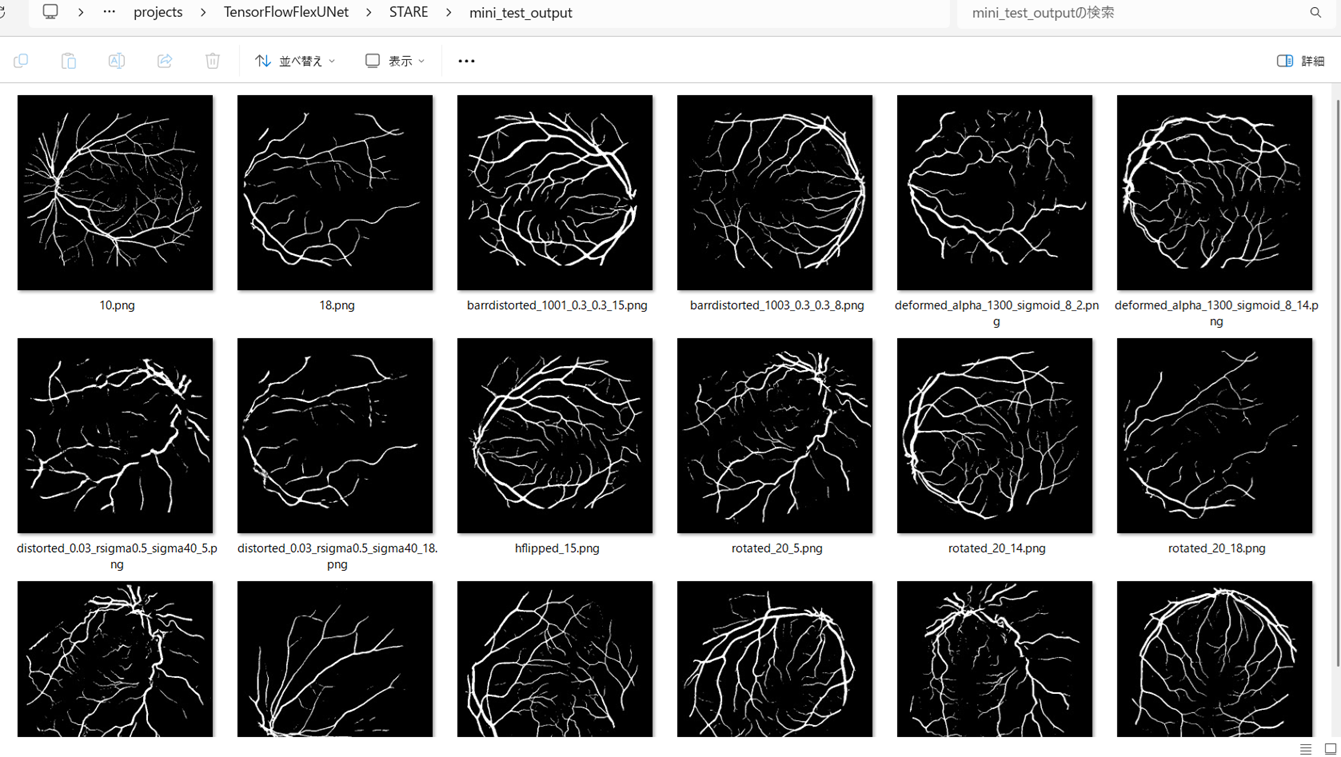 projects > TensorFlowFlexUNet > STARE > mini_test_output
mini_test_outputの検索
並べ替え
表示
詳細
10.png
18.png
barrdistorted_1001_0.3_0.3_15.png
barrdistorted_1003_0.3_0.3_8.png
deformed_alpha_1300_sigmoid_8_2.pn
g
deformed_alpha_1300_sigmoid_8_14.p
ng
distorted_0.03_rsigma0.5_sigma40_5.p
ng
distorted_0.03_rsigma0.5_sigma40_18.
png
hflipped_15.png
rotated_20_5.png
rotated_20_14.png
rotated_20_18.png